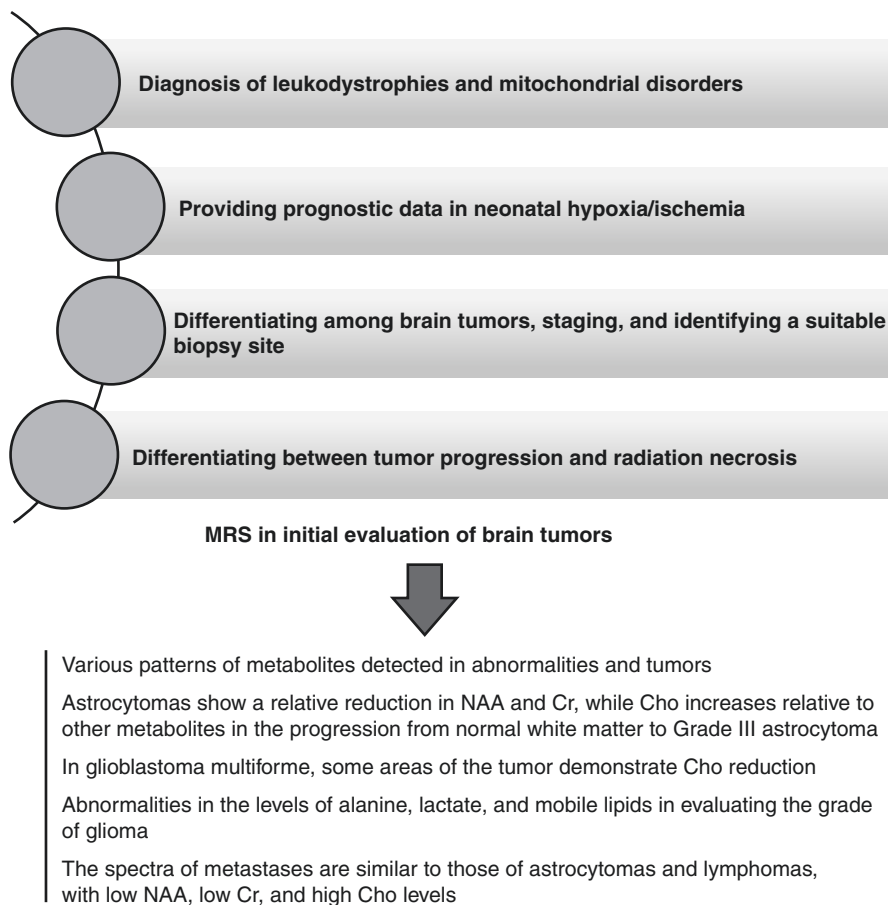 Diagnosis of leukodystrophies and mitochondrial disorders
Providing prognostic data in neonatal hypoxia/ischemia
Differentiating among brain tumors, staging, and identifying a suitable
biopsy site
Differentiating between tumor progression and radiation necrosis
MRS in initial evaluation of brain tumors
Various patterns of metabolites detected in abnormalities and tumors
Astrocytomas show a relative reduction in NAA and Cr, while Cho increases relative to
other metabolites in the progression from normal white matter to Grade III astrocytoma
In glioblastoma multiforme, some areas of the tumor demonstrate Cho reduction
Abnormalities in the levels of alanine, lactate, and mobile lipids in evaluating the grade
of glioma
The spectra of metastases are similar to those of astrocytomas and lymphomas,
with low NAA, low Cr, and high Cho levels